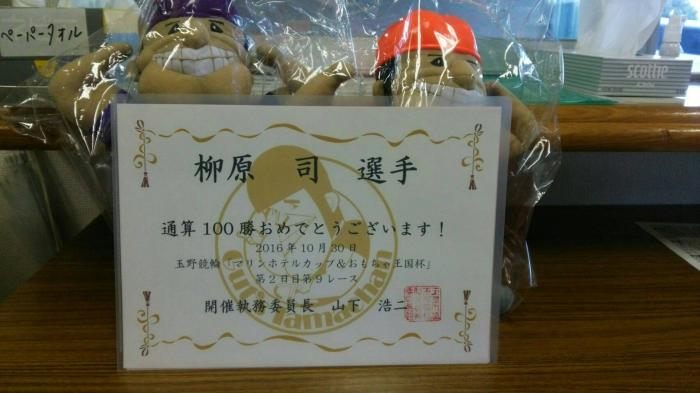 ペーパータオル
SCOTTIE
柳原 司 選手
通算100勝おめでとうございます!
2016年10月30日
玉野競輪「マリンホテルカップ&おもちゃ王国杯」
第2日目第9レース
開催執務委員長 山下 浩二